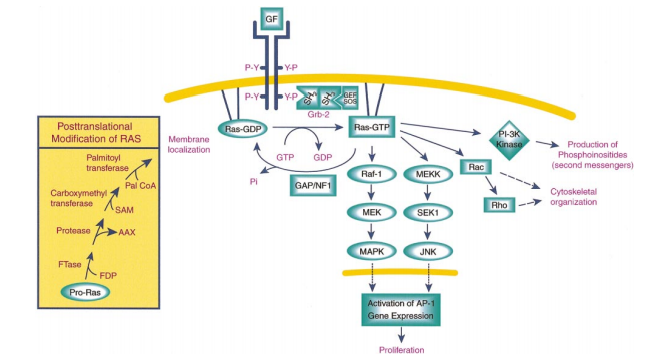 GF
P-Y
Y-P
P-Y
Y-P
GEF
SOS
Grb-2
Posttranslational
Modification of RAS
Palmitoyl
transferase
Pal CoA
Carboxymethyl
transferase
SAM
Protease
AAX
FTase
FDP
Pro-Ras
Membrane
localization
Ras-GDP
Ras-GTP
GTP
GDP
Pi
GAP/NF1
PI-3K
Kinase
Production of
Phosphoinositides
(second messengers)
Raf-1
MEKK
Rac
Rho
Cytoskeletal
organization
MEK
SEK1
MAPK
JNK
Activation of AP-1
Gene Expression
Proliferation